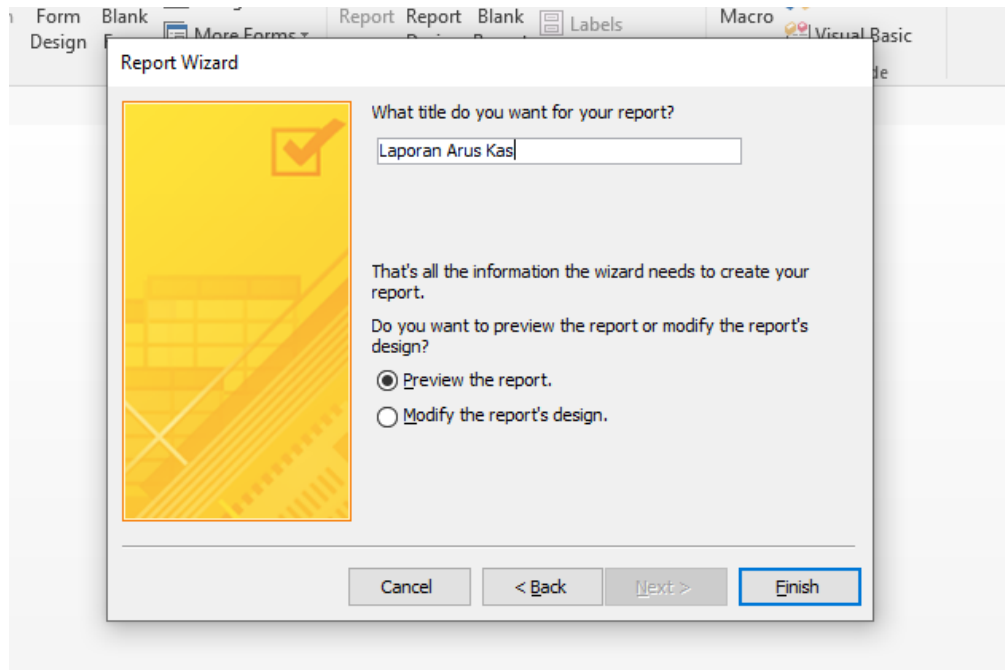 Form Blank
Design
More Forms
Report Report Blank
Labels
Macro
Visual Basic
Report Wizard
What title do you want for your report?
Laporan Arus Kas
That's all the information the wizard needs to create your
report.
Do you want to preview the report or modify the report's
design?
Preview the report.
Modify the report's design.
Cancel
< Back
Next >
Finish